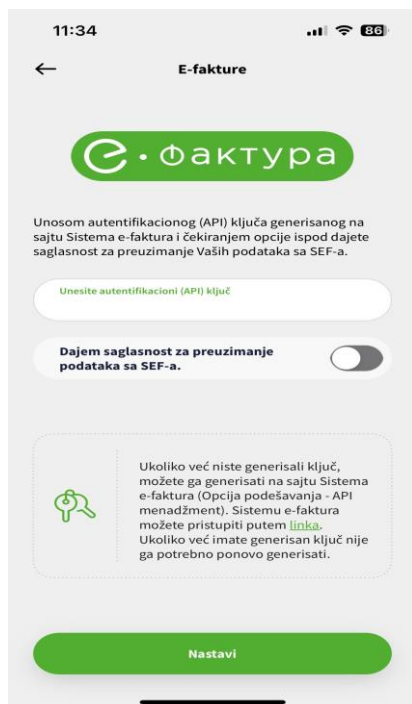 11:34
86
E-fakture
е·фактура
Unosom autentifikacionog (API) ključa generisanog na
sajtu Sistema e-faktura i čekiranjem opcije ispod dajete
saglasnost za preuzimanje Vaših podataka sa SEF-a.
Unesite autentifikacioni (API) ključ
Dajem saglasnost za preuzimanje
podataka sa SEF-a.
Ukoliko već niste generisali ključ,
možete ga generisati na sajtu Sistema
e-faktura (Opcija podešavanja - API
menadžment). Sistemu e-faktura
možete pristupiti putem linka.
Ukoliko već imate generisan ključ nije
ga potrebno ponovo generisati.
Nastavi